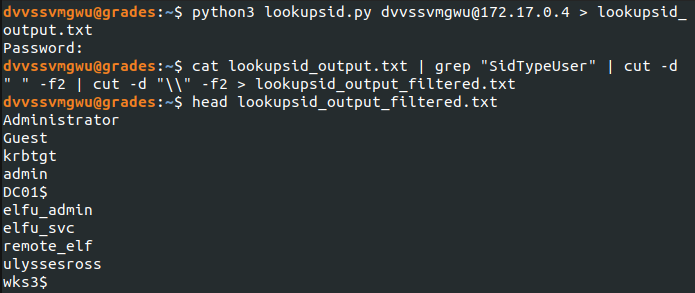 dvvssvmgwu@grades:~$ python3 lookupsid.py dvvssvmgwu@172.17.0.4 > lookupsid_
output.txt
Password:
dvvssvmgwu@grades:~$ cat lookupsid_output.txt | grep "SidTypeUser" | cut -d
" " -f2 | cut -d "\\" -f2 > lookupsid_output_filtered.txt
dvvssvmgwu@grades:~$ head lookupsid_output_filtered.txt
Administrator
Guest
krbtgt
admin
DC01$
elfu_admin
elfu_svc
remote_elf
ulyssesross
wks3$